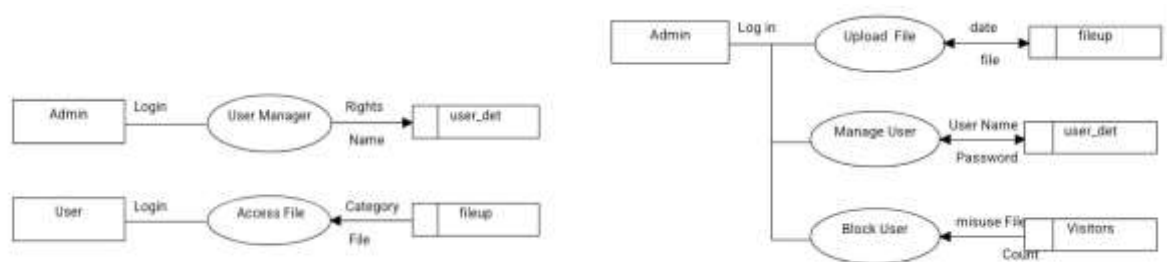 Admin
Login
User Manager
Rights
Name
user_det
User
Login
Access File
Category
File
fileup
Admin
Log in
Upload File
date
file
fileup
Manage User
User Name
Password
user_det
Block User
misuse File
Count
Visitors